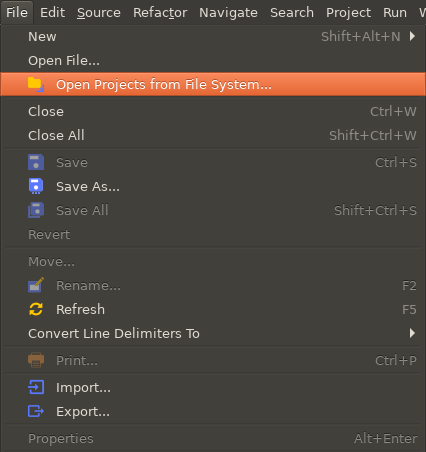 File Edit Source Refactor Navigate Search Project Run W
New Shift+Alt+N
Open File...
Open Projects from File System...
Close Ctrl+W
Close All Shift+Ctrl+W
Save Ctrl+S
Save As...
Save All Shift+Ctrl+S
Revert
Move...
Rename... F2
Refresh F5
Convert Line Delimiters To
Print... Ctrl+P
Import...
Export...
Properties Alt+Enter